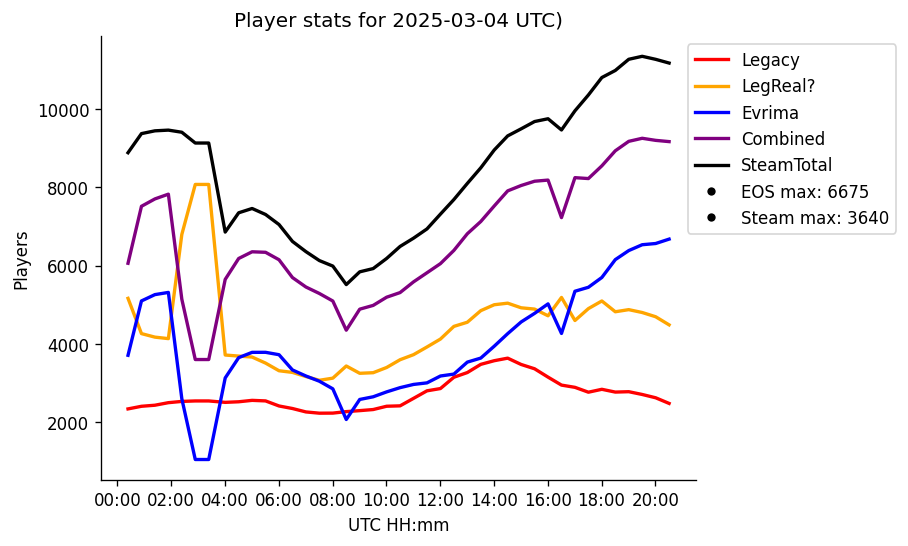 Player stats for 2025-03-04 UTC)
Legacy
LegReal?
Evrima
Combined
SteamTotal
EOS max: 6675
Steam max: 3640
10000
8000
6000
4000
2000
Players
00:00 02:00 04:00 06:00 08:00 10:00 12:00 14:00 16:00 18:00 20:00
UTC HH:mm